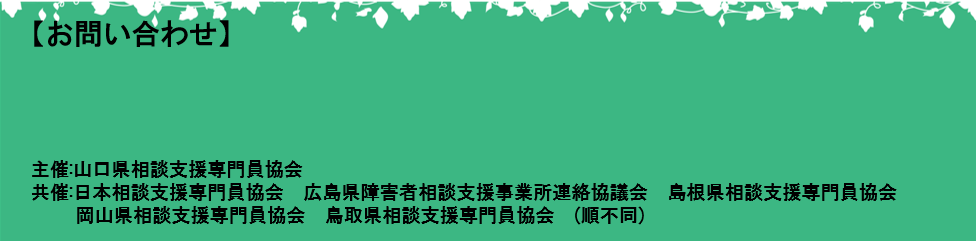 【お問い合わせ】
主催:山口県相談支援専門員協会
共催:日本相談支援専門員協会　広島県障害者相談支援事業所連絡協議会　島根県相談支援専門員協会
岡山県相談支援専門員協会　鳥取県相談支援専門員協会　(順不同)